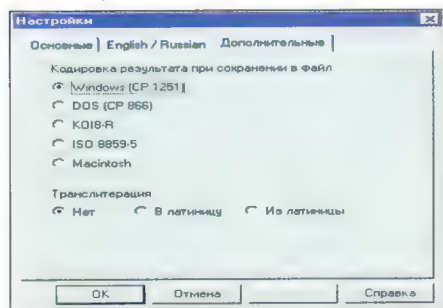 Настройки
Основные English / Russian Дополнительные
Кодировка результата при сохранении в файл
Windows (CP 1251)
DOS (CP 866)
KOI8-R
ISO 8859-5
Macintosh
Транслитерация
Нет В латиницу Из латиницы
OK Отмена Справка